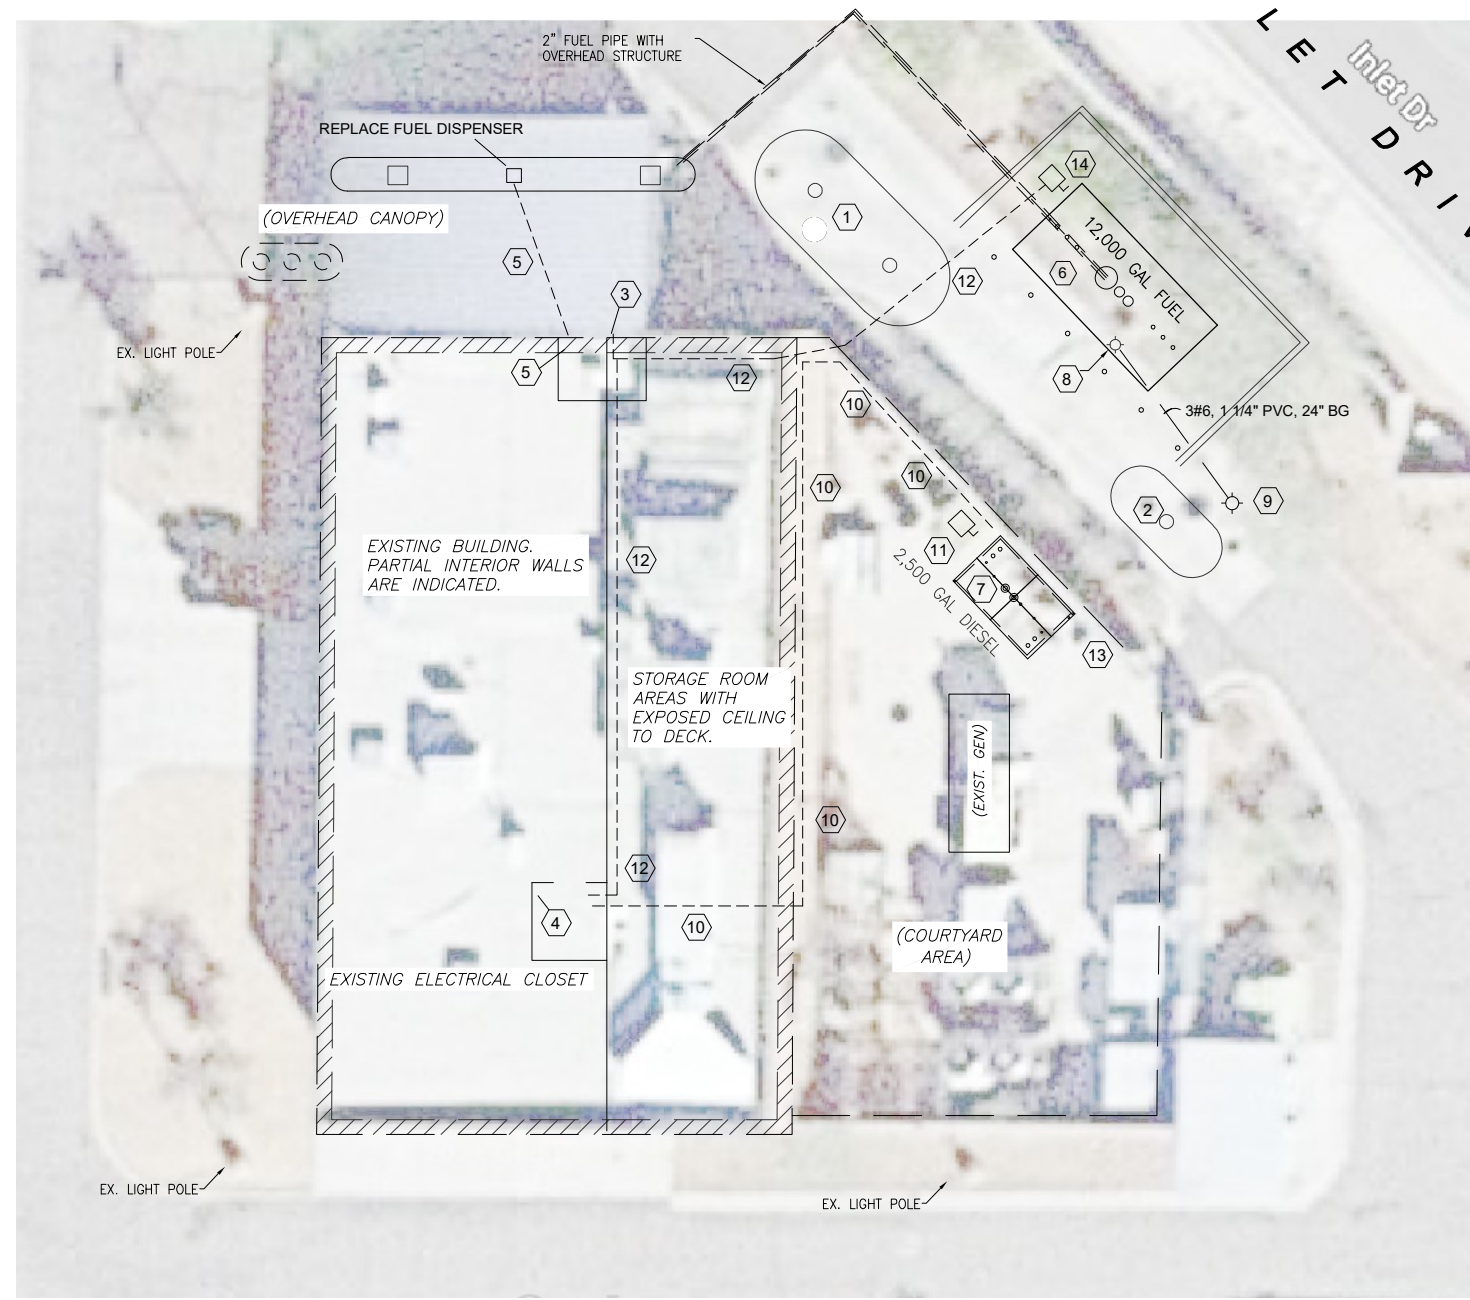 2" FUEL PIPE WITH
OVERHEAD STRUCTURE
L E T D R I
Inlet Dr
REPLACE FUEL DISPENSER
(OVERHEAD CANOPY)
14
1
12,000 GAL FUEL
5
12
6
3
EX. LIGHT POLE
5
12
8
10
3#6, 1 1/4" PVC, 24" BG
10
10
9
2
EXISTING BUILDING.
PARTIAL INTERIOR WALLS
ARE INDICATED.
12
11
7
2,500 GAL DIESEL
13
STORAGE ROOM
AREAS WITH
EXPOSED CEILING
TO DECK.
(EXIST. GEN)
10
12
4
10
(COURTYARD
AREA)
EXISTING ELECTRICAL CLOSET
EX. LIGHT POLE
EX. LIGHT POLE